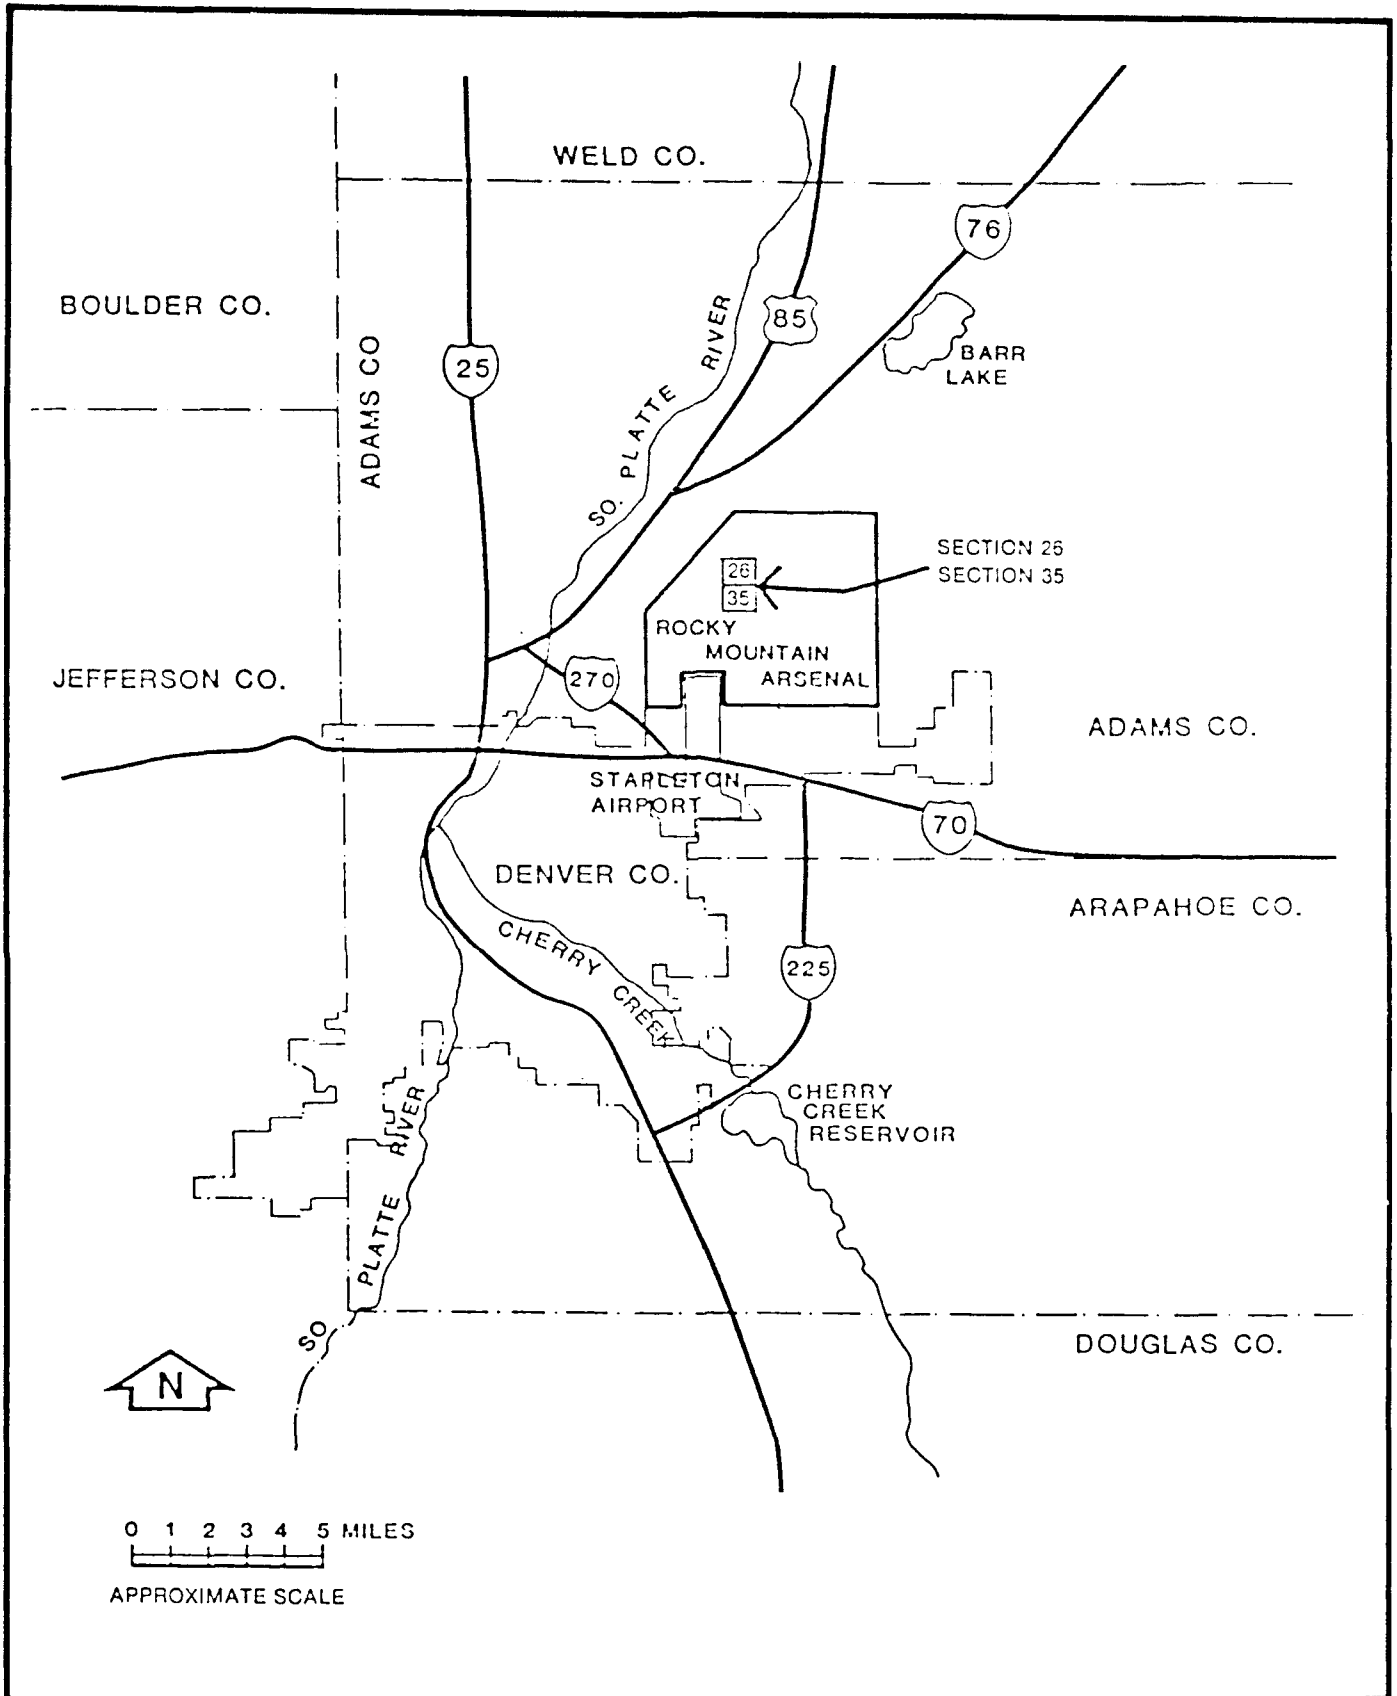 WELD CO.
76
BOULDER CO.
85
SO. PLATTE RIVER
25
ADAMS CO
BARR
LAKE
SECTION 26
SECTION 35
26
35
ROCKY
MOUNTAIN
ARSENAL
JEFFERSON CO.
270
ADAMS CO.
STAPLETON
AIRPORT
70
DENVER CO.
ARAPAHOE CO.
CHERRY CREEK
225
CHERRY
CREEK
RESERVOIR
SO PLATTE RIVER
DOUGLAS CO.
N
0 1 2 3 4 5 MILES
APPROXIMATE SCALE